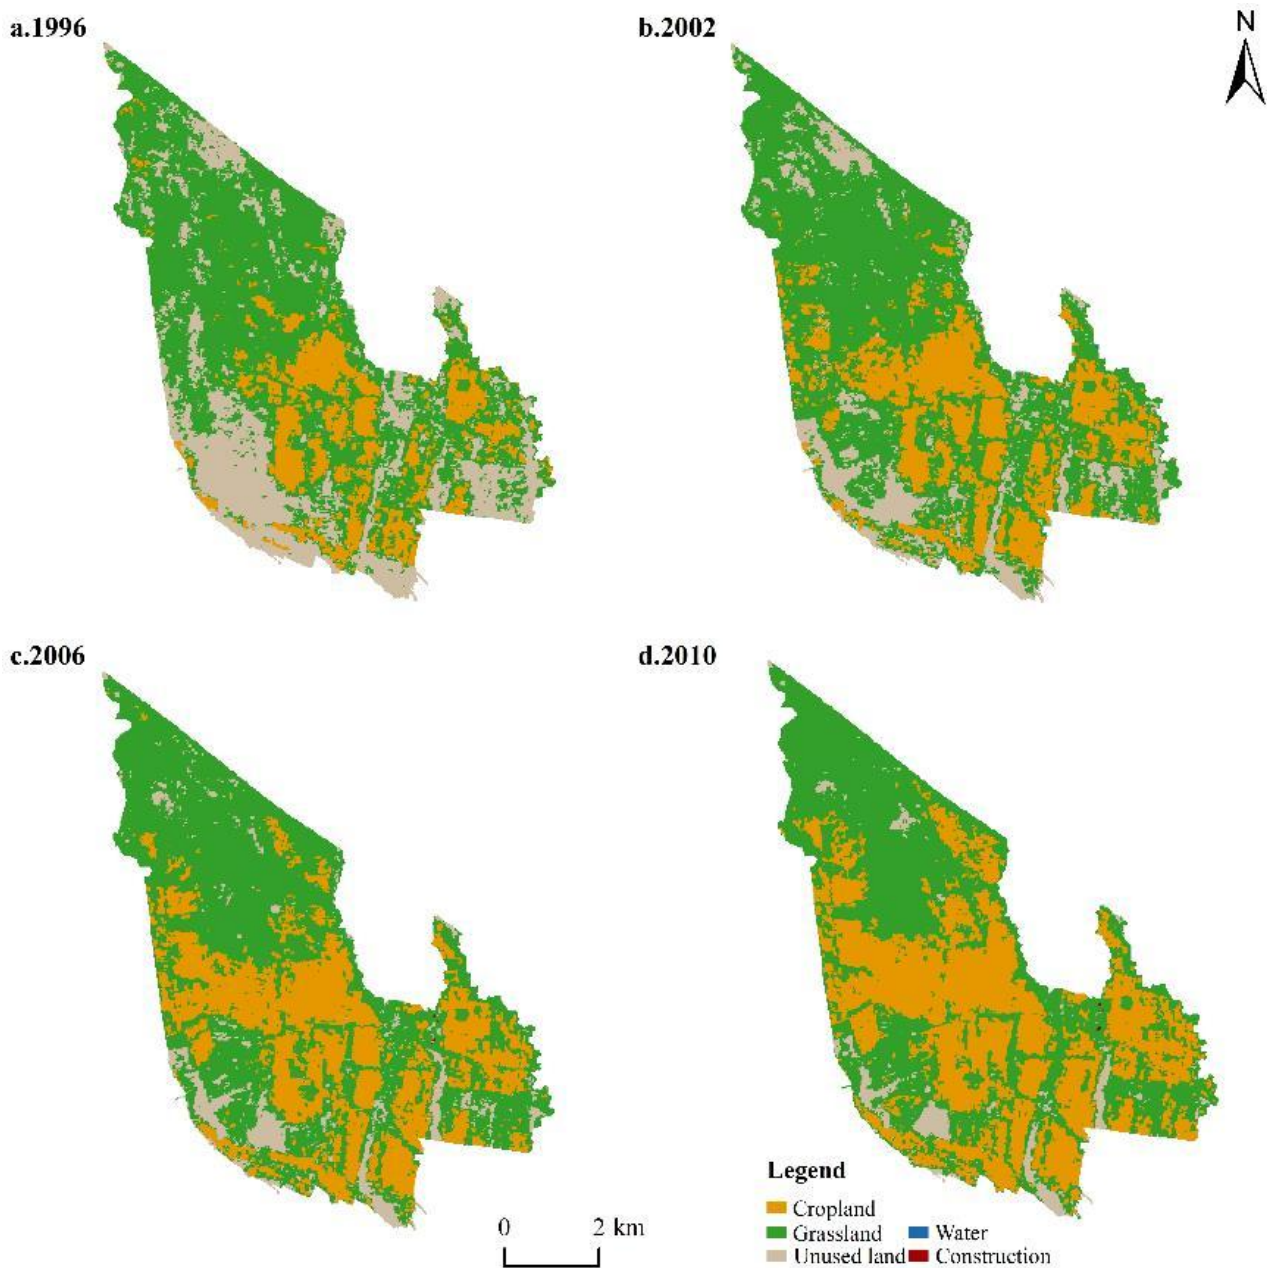 a.1996
b.2002
N
c.2006
d.2010
Legend
Cropland
Grassland
Water
Unused land
Construction
0 2 km